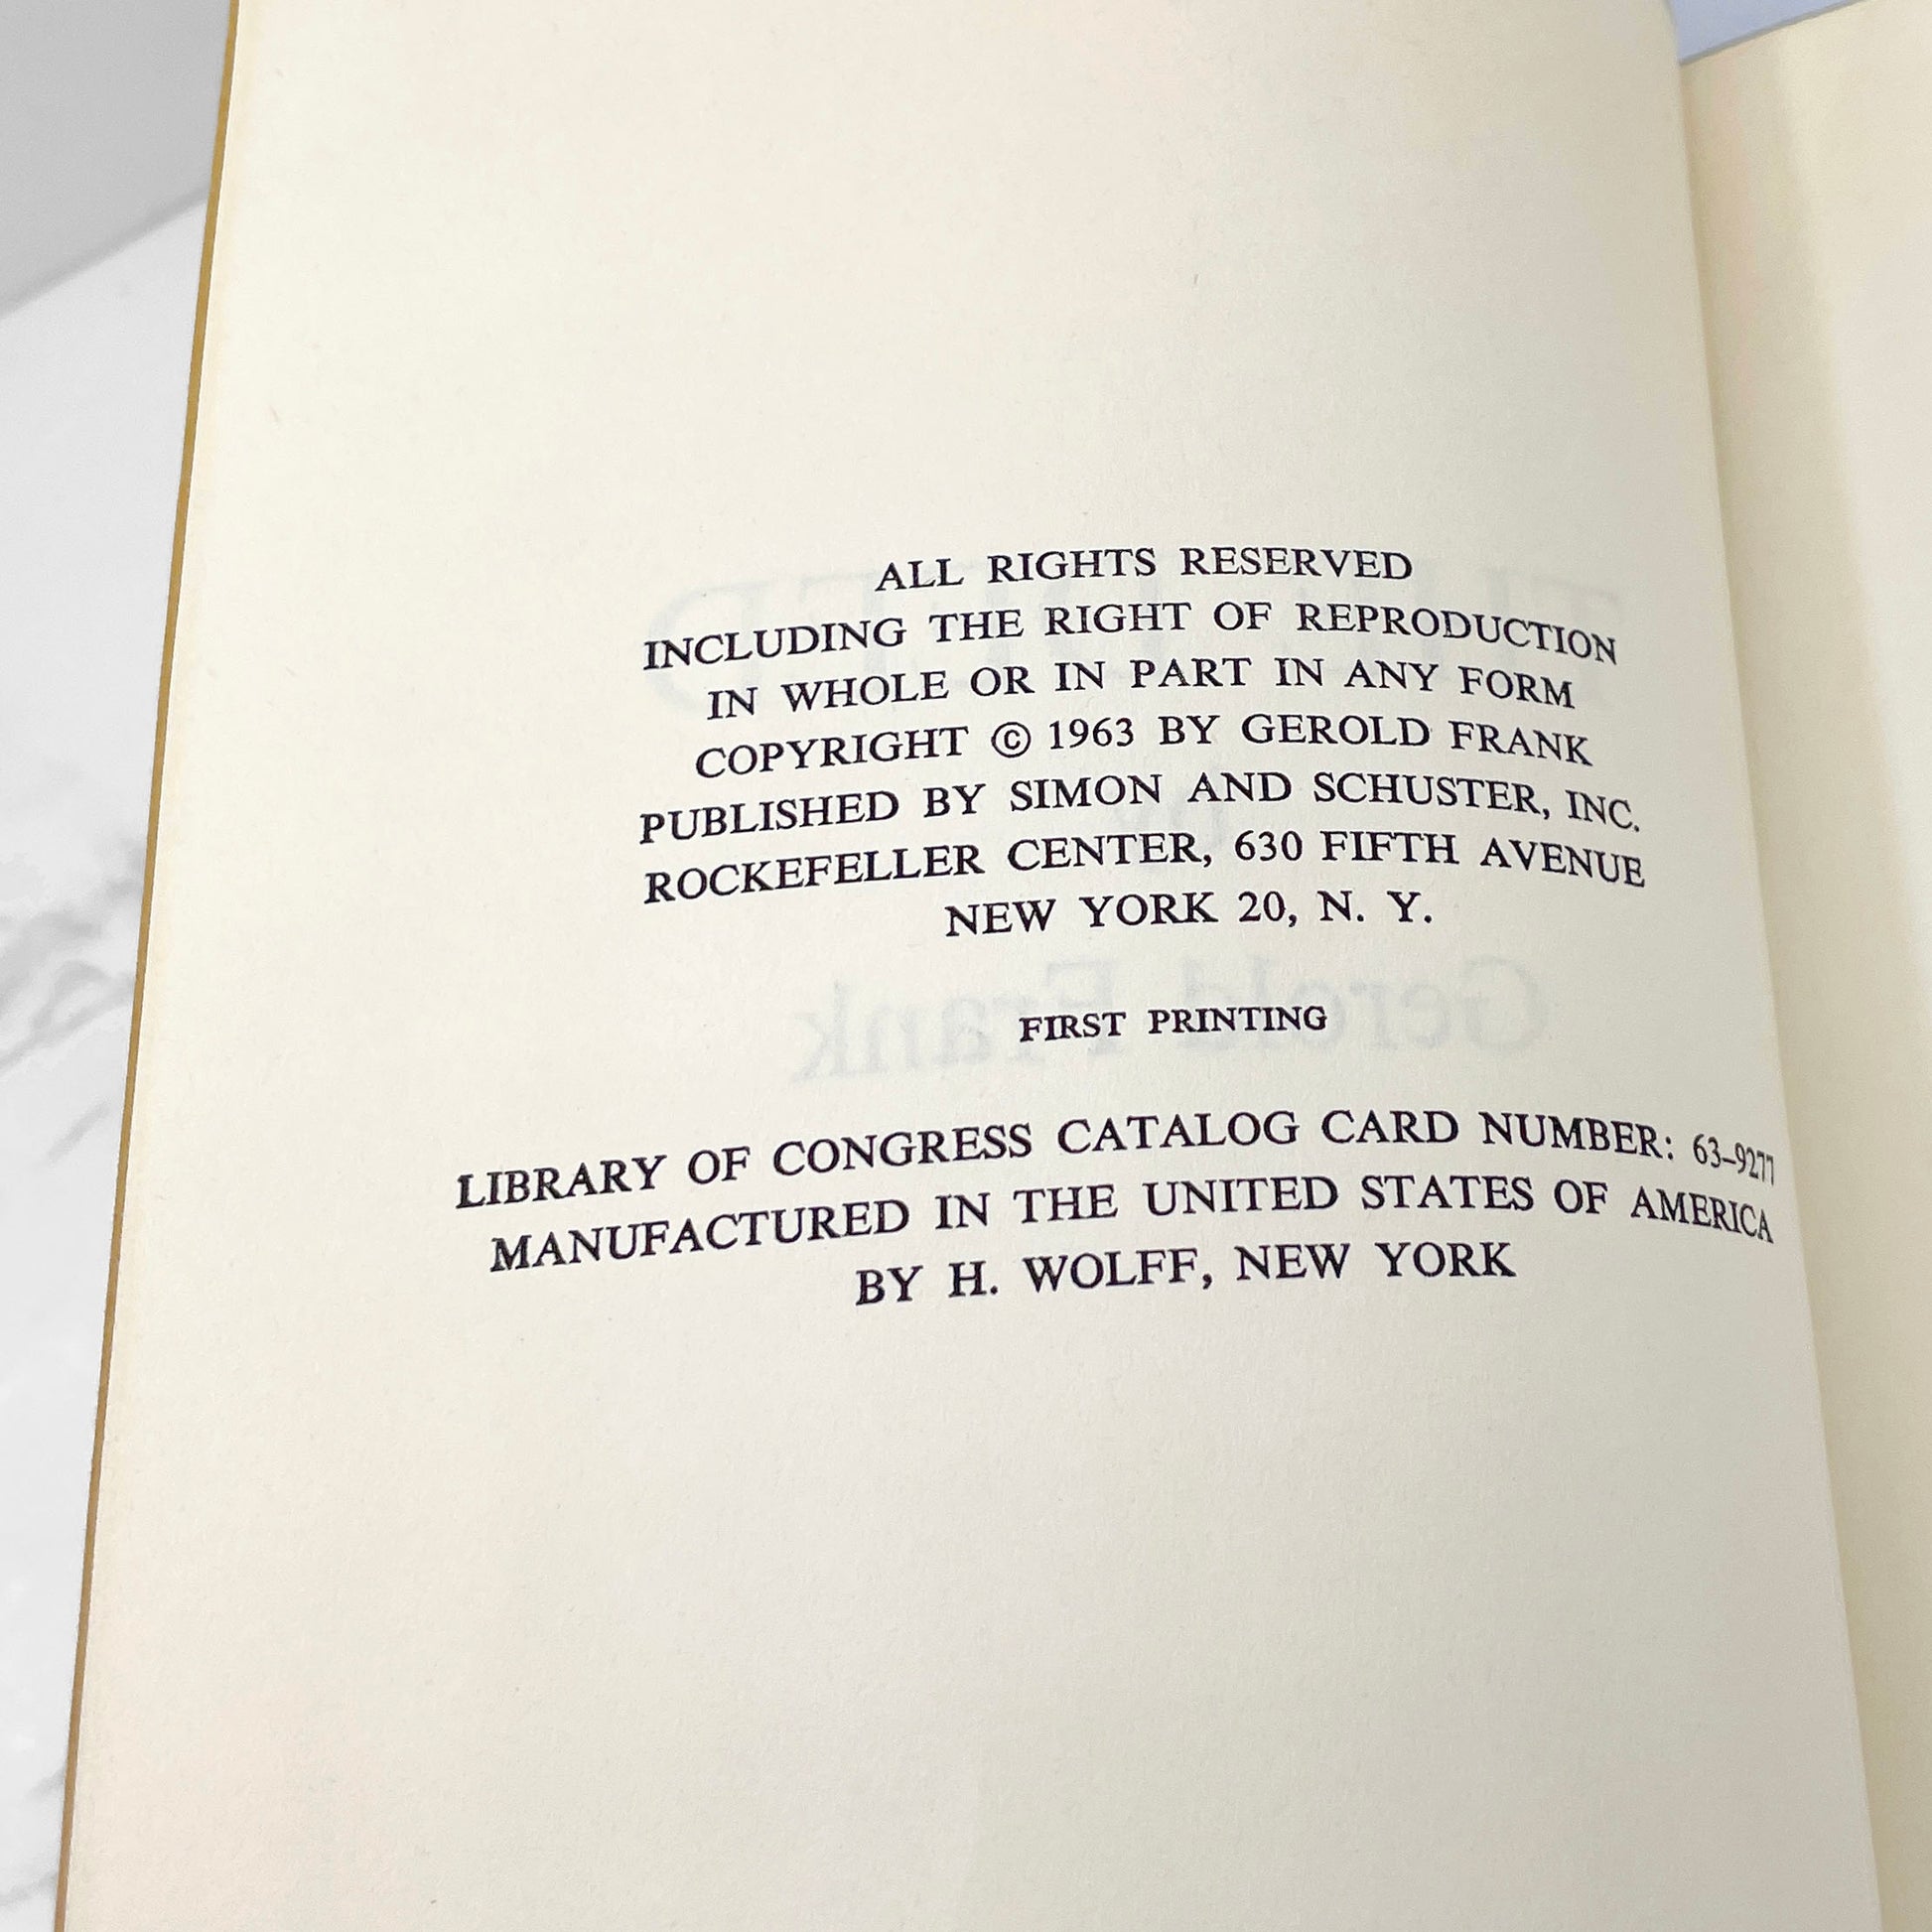 ALL RIGHTS RESERVED
INCLUDING THE RIGHT OF REPRODUCTION
IN WHOLE OR IN PART IN ANY FORM
COPYRIGHT © 1963 BY GEROLD FRANK
PUBLISHED BY SIMON AND SCHUSTER, INC.
ROCKEFELLER CENTER, 630 FIFTH AVENUE
NEW YORK 20, N. Y.
FIRST PRINTING
LIBRARY OF CONGRESS CATALOG CARD NUMBER: 63–9277
MANUFACTURED IN THE UNITED STATES OF AMERICA
BY H. WOLFF, NEW YORK